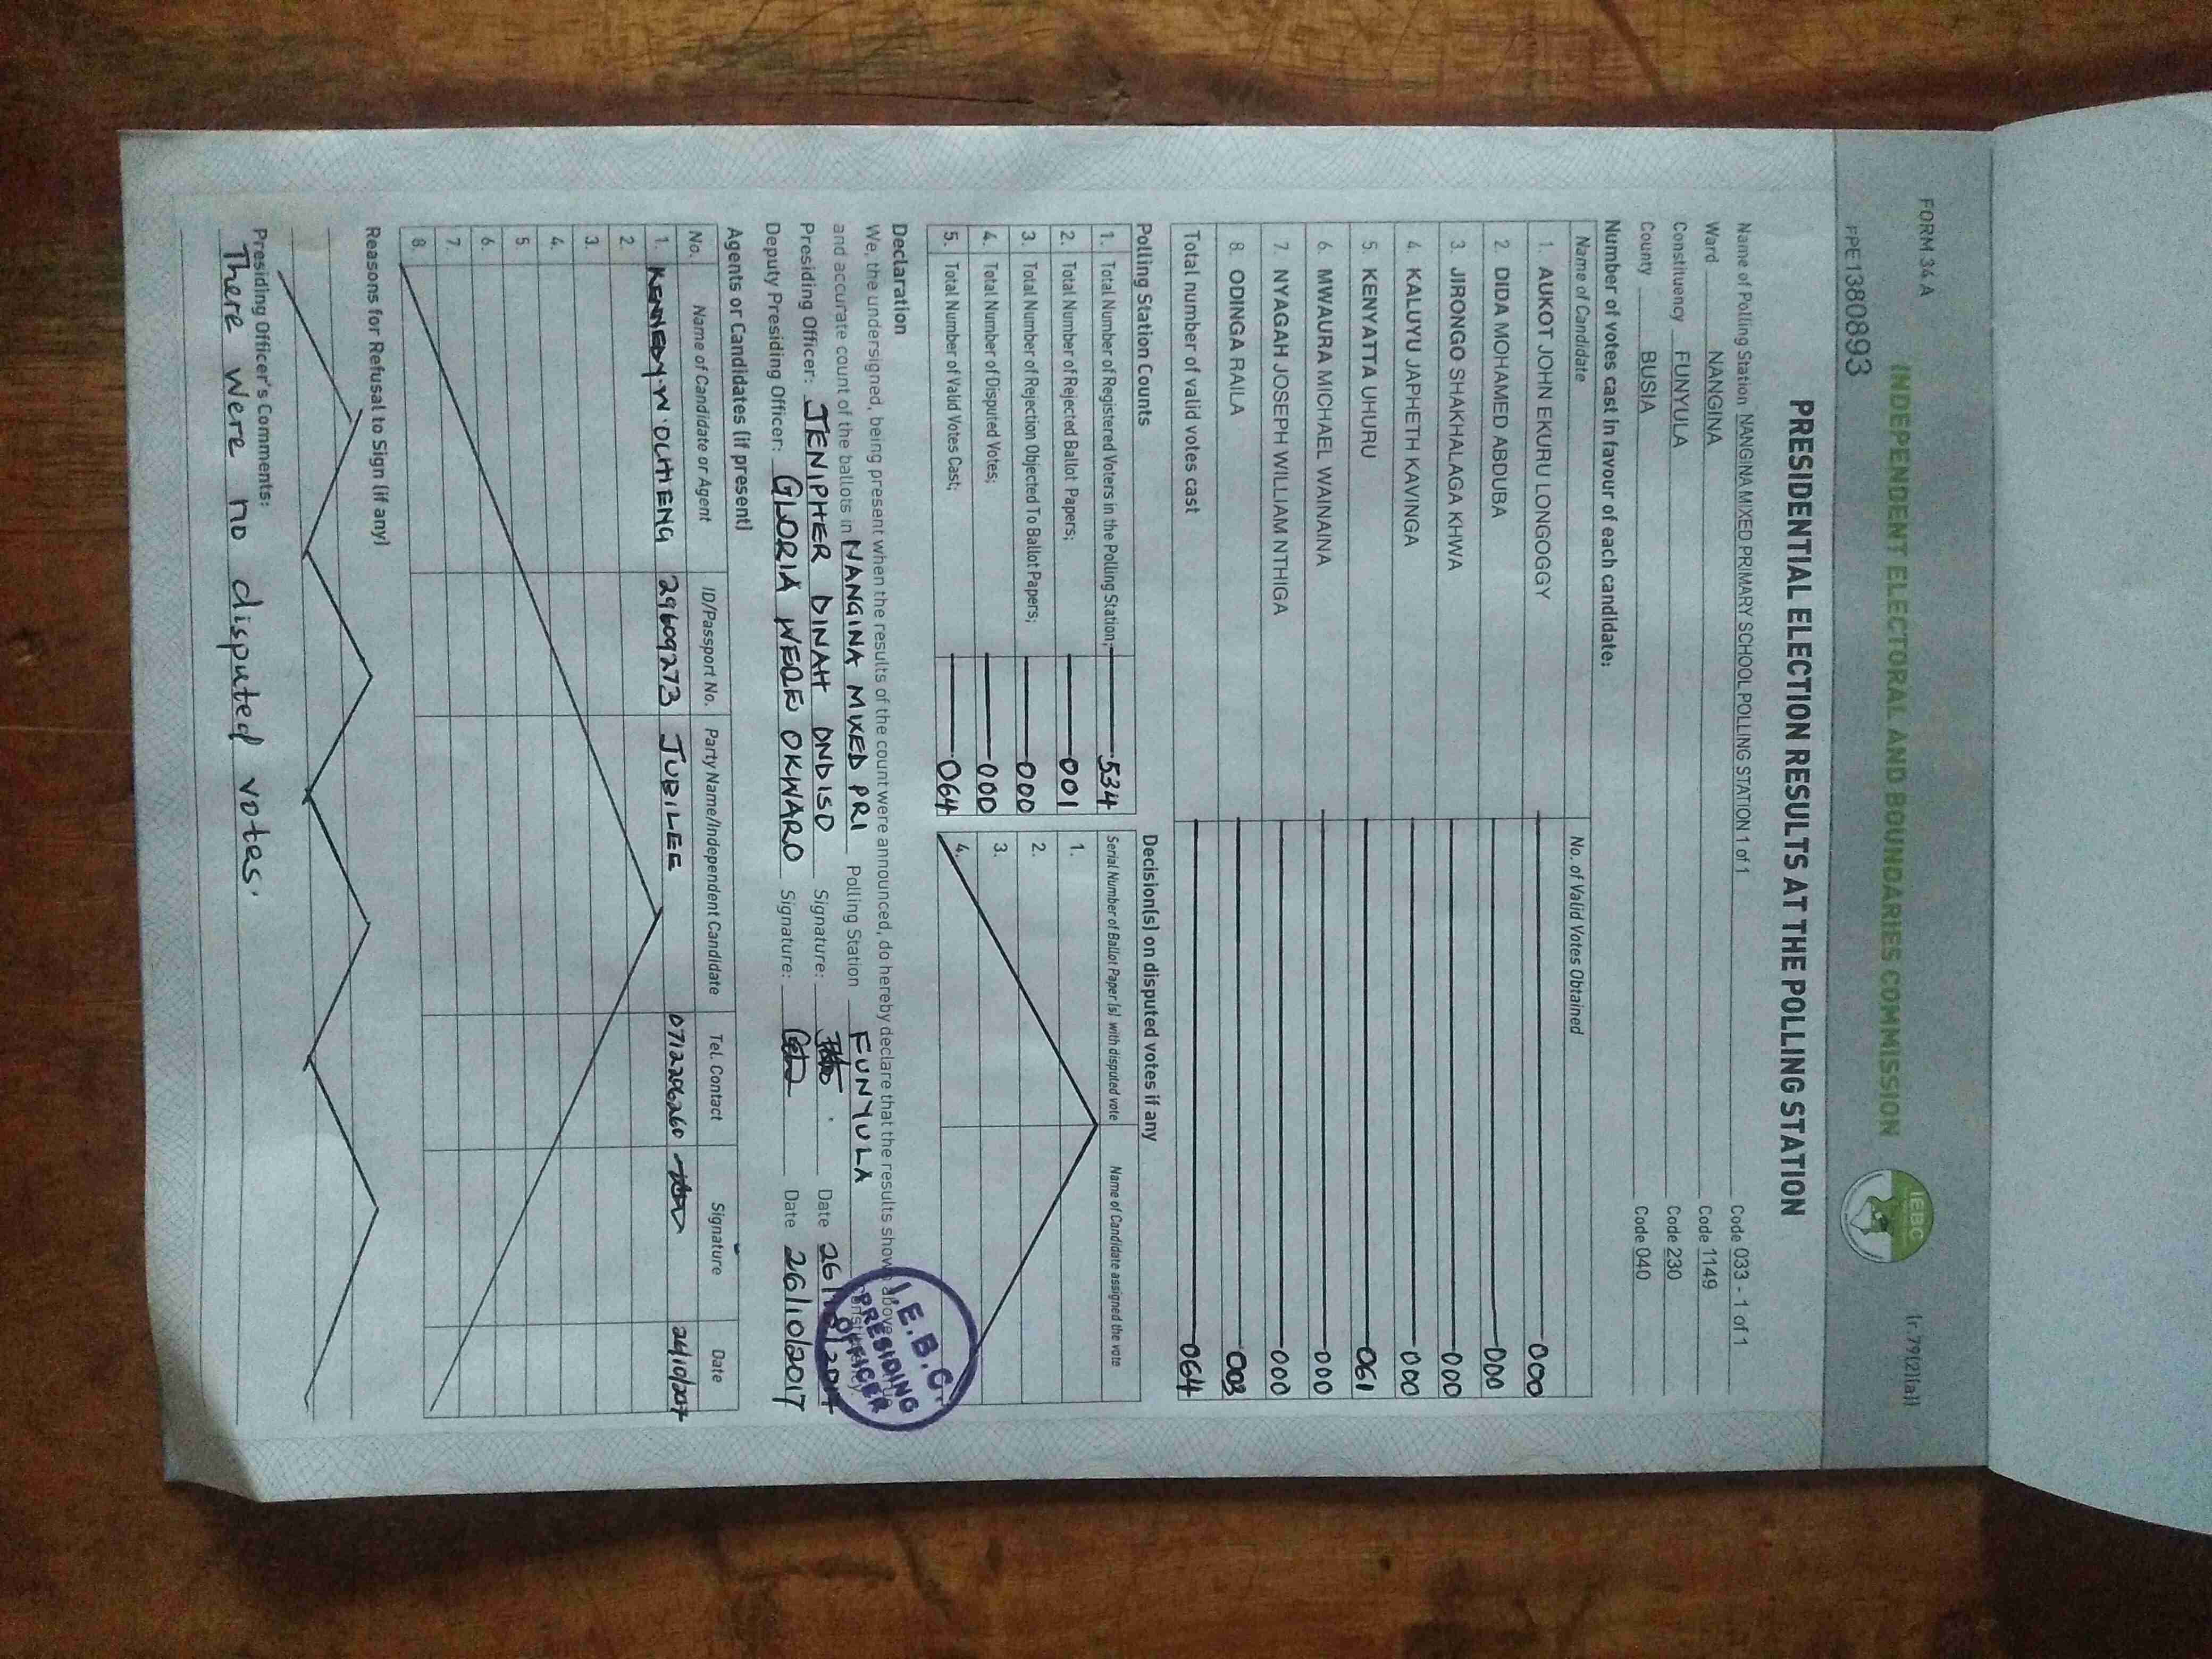 FORM 34 A
INDEPENDENT ELECTORAL AND BOUNDARIES COMMISSION
IEBC
(r.79(2)(a))
PPE1380893
PRESIDENTIAL ELECTION RESULTS AT THE POLLING STATION
Name of Polling Station NANGINA MIXED PRIMARY SCHOOL POLLING STATION 1 of 1 Code 033 - 1 of 1
Ward NANGINA Code 1149
Constituency FUNYULA Code 230
County BUSIA Code 040
Number of votes cast in favour of each candidate:
Name of Candidate No. of Valid Votes Obtained
1. AUKOT JOHN EKURU LONGOGGY 000
2. DIDA MOHAMED ABDUBA 000
3. JIRONGO SHAKHALAGA KHWA 000
4. KALUYU JAPHETH KAVINGA 000
5. KENYATTA UHURU 061
6. MWAURA MICHAEL WAINAINA 000
7. NYAGAH JOSEPH WILLIAM NTHIGA 000
8. ODINGA RAILA 003
Total number of valid votes cast 064
Polling Station Counts
1. Total Number of Registered Voters in the Polling Station; 534
2. Total Number of Rejected Ballot Papers; 001
3. Total Number of Rejection Objected To Ballot Papers; 000
4. Total Number of Disputed Votes; 000
5. Total Number of Valid Votes Cast; 064
Decision(s) on disputed votes if any
Serial Number of Ballot Paper (s) with disputed vote Name of Candidate assigned the vote
1.
2.
3.
4.
Declaration
We, the undersigned, being present when the results of the count were announced, do hereby declare that the results shown above
and accurate count of the ballots in NANGINA MIXED PRI Polling Station FUNYULA
Presiding Officer: JENIPHER DINAH ONDISO Signature: Date 26/10/2017
Deputy Presiding Officer: GLORIA WERE OKWARO Signature: Date 26/10/2017
I.E.B.C.
PRESIDING
OFFICER
Agents or Candidates (if present)
No. Name of Candidate or Agent ID/Passport No. Party Name/Independent Candidate Tel. Contact Signature Date
1. KENNEDY W. OCHIENG 29609273 JUBILEE 0712296260 26/10/2017
2.
3.
4.
5.
6.
7.
8.
Reasons for Refusal to Sign (if any)
Presiding Officer's Comments:
There were no disputed votes.